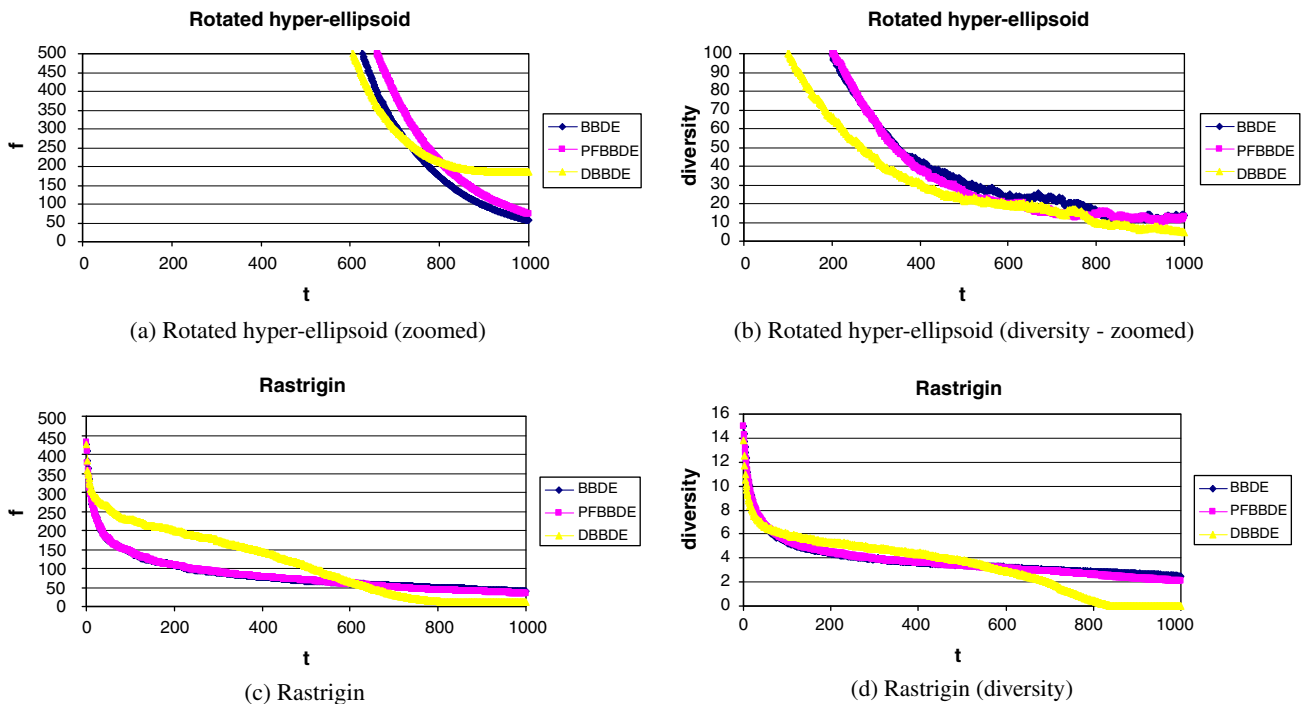 Rotated hyper-ellipsoid
500
450
400
350
300
250
200
150
100
50
0
f
0 200 400 600 800 1000
t
BBDE
PFBBDE
DBBDE
(a) Rotated hyper-ellipsoid (zoomed)
Rotated hyper-ellipsoid
100
90
80
70
60
50
40
30
20
10
0
diversity
0 200 400 600 800 1000
t
BBDE
PFBBDE
DBBDE
(b) Rotated hyper-ellipsoid (diversity - zoomed)
Rastrigin
500
450
400
350
300
250
200
150
100
50
0
f
0 200 400 600 800 1000
t
BBDE
PFBBDE
DBBDE
(c) Rastrigin
Rastrigin
16
14
12
10
8
6
4
2
0
diversity
0 200 400 600 800 1000
t
BBDE
PFBBDE
DBBDE
(d) Rastrigin (diversity)